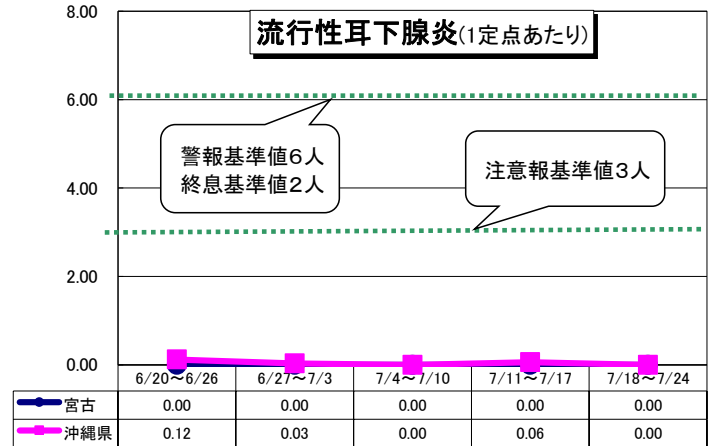 流行性耳下腺炎(1定点あたり)
8.00
6.00
4.00
2.00
0.00
警報基準値6人
終息基準値2人
注意報基準値3人
6/20～6/26 6/27～7/3 7/4～7/10 7/11～7/17 7/18～7/24
宮古 0.00 0.00 0.00 0.00 0.00
沖縄県 0.12 0.03 0.00 0.06 0.00